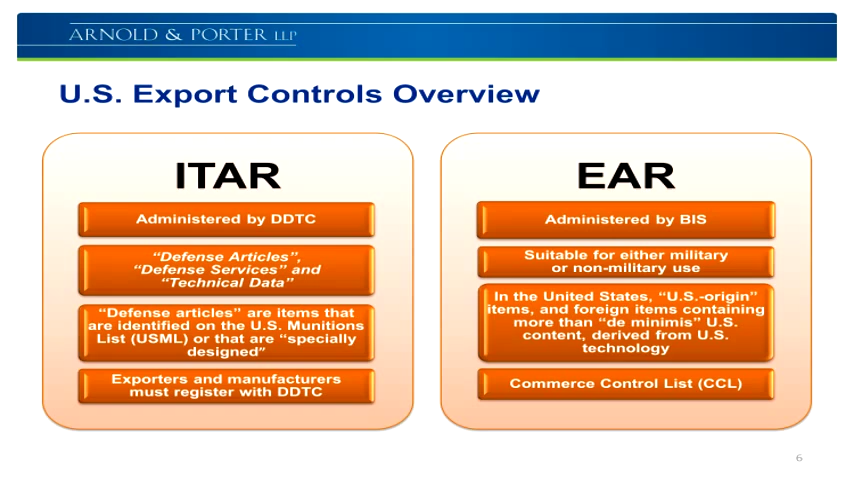 ARNOLD & PORTER LLP
U.S. Export Controls Overview
ITAR
Administered by DDTC
“Defense Articles”,
“Defense Services” and
“Technical Data”
“Defense articles” are items that
are identified on the U.S. Munitions
List (USML) or that are “specially
designed”
Exporters and manufacturers
must register with DDTC
EAR
Administered by BIS
Suitable for either military
or non-military use
In the United States, “U.S.-origin”
items, and foreign items containing
more than “de minimis” U.S.
content, derived from U.S.
technology
Commerce Control List (CCL)
6